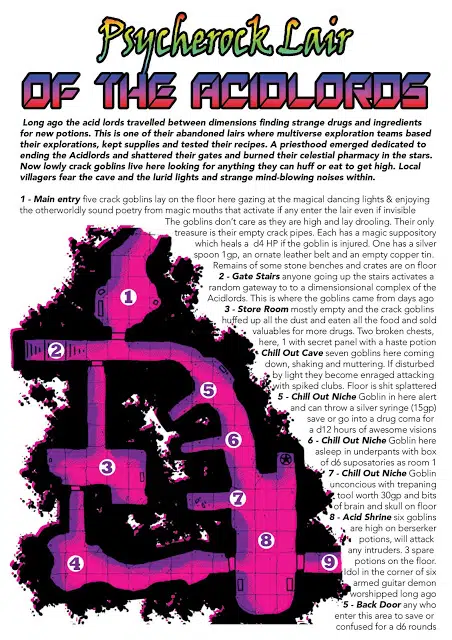 Psycherock Lair
OF THE ACIDLORDS
Long ago the acid lords travelled between dimensions finding strange drugs and ingredients
for new potions. This is one of their abandoned lairs where multiverse exploration teams based
their explorations, kept supplies and tested their recipes. A priesthood emerged dedicated to
ending the Acidlords and shattered their gates and burned their celestial pharmacy in the stars.
Now lowly crack goblins live here looking for anything they can huff or eat to get high. Local
villagers fear the cave and the lurid lights and strange mind-blowing noises within.
1 - Main entry five crack goblins lay on the floor here gazing at the magical dancing lights & enjoying
the otherworldly sound poetry from magic mouths that activate if any enter the lair even if invisible
The goblins don't care as they are high and lay drooling. Their only
treasure is their empty crack pipes. Each has a magic suppository
which heals a d4 HP if the goblin is injured. One has a silver
spoon 1gp, an ornate leather belt and an empty copper tin.
Remains of some stone benches and crates are on floor
2 - Gate Stairs anyone going up the stairs activates a
random gateway to to a dimensionsional complex of the
Acidlords. This is where the goblins came from days ago
3 - Store Room mostly empty and the crack goblins
huffed up all the dust and eaten all the food and sold
valuables for more drugs. Two broken chests,
here, 1 with secret panel with a haste potion
Chill Out Cave seven goblins here coming
down, shaking and muttering. If disturbed
by light they become enraged attacking
with spiked clubs. Floor is shit splattered
5 - Chill Out Niche Goblin in here alert
and can throw a silver syringe (15gp)
save or go into a drug coma for
a d12 hours of awesome visions
6 - Chill Out Niche Goblin here
asleep in underpants with box
of d6 suposatories as room 1
7 - Chill Out Niche Goblin
unconcious with trepaning
tool worth 30gp and bits
of brain and skull on floor
8 - Acid Shrine six goblins
are high on berserker
potions, will attack
any intruders. 3 spare
potions on the floor.
Idol in the corner of six
armed guitar demon
worshipped long ago
5 - Back Door any who
enter this area to save or
confused for a d6 rounds
1
2
3
4
5
6
7
8
9